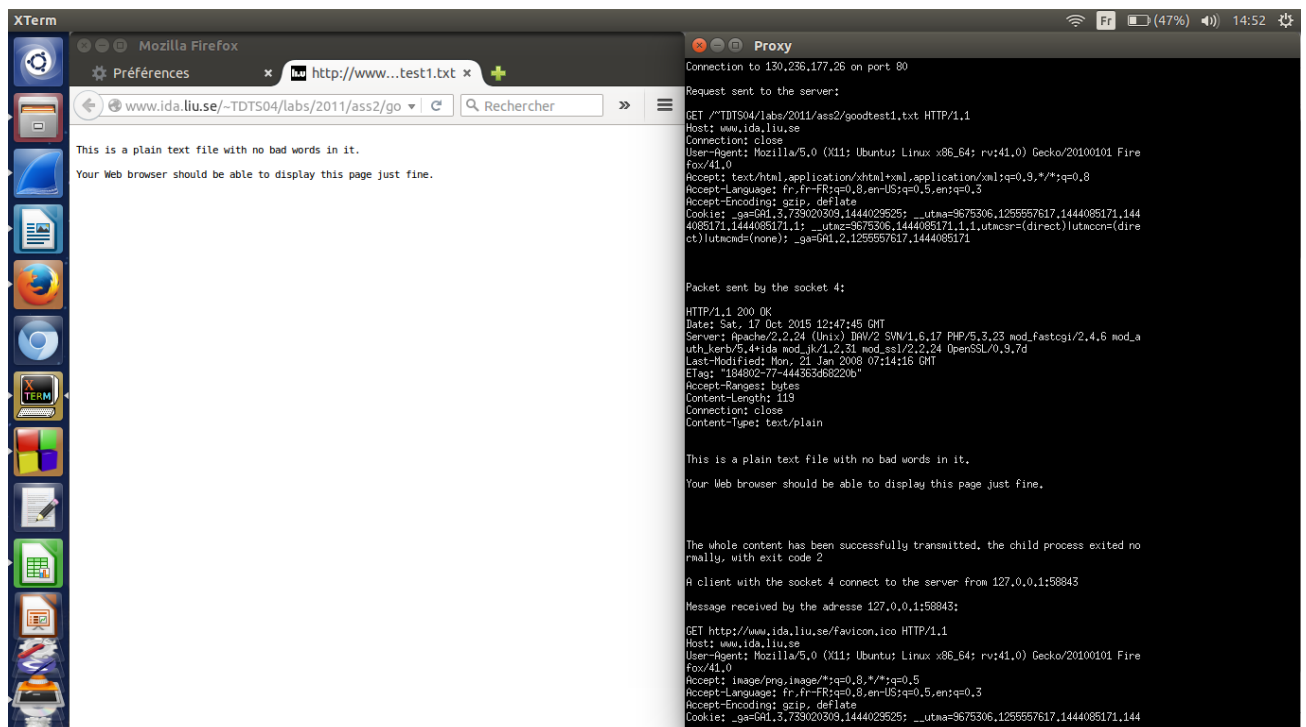 XTerm
Fr (47%) 14:52
Mozilla Firefox
Préférences
http://www...test1.txt
www.ida.liu.se/~TDTS04/labs/2011/ass2/go
Rechercher
This is a plain text file with no bad words in it.
Your Web browser should be able to display this page just fine.
X
TERM
Proxy
Connection to 130.236.177.26 on port 80
Request sent to the server:
GET /~TDTS04/labs/2011/ass2/goodtest1.txt HTTP/1.1
Host: www.ida.liu.se
Connection: close
User-Agent: Mozilla/5.0 (X11; Ubuntu; Linux x86_64; rv:41.0) Gecko/20100101 Fire
fox/41.0
Accept: text/html,application/xhtml+xml,application/xml;q=0.9,*/*;q=0.8
Accept-Language: fr,fr-FR;q=0.8,en-US;q=0.5,en;q=0.3
Accept-Encoding: gzip, deflate
Cookie: _ga=GA1.3.739020309.1444029525; __utma=9675306.1255557617.1444085171.144
4085171.1444085171.1; __utmz=9675306.1444085171.1.1.utmcsr=(direct)|utmccn=(dire
ct)|utmcmd=(none); _ga=GA1.2.1255557617.1444085171
Packet sent by the socket 4:
HTTP/1.1 200 OK
Date: Sat, 17 Oct 2015 12:47:45 GMT
Server: Apache/2.2.24 (Unix) DAV/2 SVN/1.6.17 PHP/5.3.23 mod_fastcgi/2.4.6 mod_a
uth_kerb/5.4+ida mod_jk/1.2.31 mod_ssl/2.2.24 OpenSSL/0.9.7d
Last-Modified: Mon, 21 Jan 2008 07:14:16 GMT
ETag: "184802-77-444363d68220b"
Accept-Ranges: bytes
Content-Length: 119
Connection: close
Content-Type: text/plain
This is a plain text file with no bad words in it.
Your Web browser should be able to display this page just fine.
The whole content has been successfully transmitted, the child process exited no
rmally, with exit code 2
A client with the socket 4 connect to the server from 127.0.0.1:58843
Message received by the adresse 127.0.0.1:58843:
GET http://www.ida.liu.se/favicon.ico HTTP/1.1
Host: www.ida.liu.se
User-Agent: Mozilla/5.0 (X11; Ubuntu; Linux x86_64; rv:41.0) Gecko/20100101 Fire
fox/41.0
Accept: image/png,image/*;q=0.8,*/*;q=0.5
Accept-Language: fr,fr-FR;q=0.8,en-US;q=0.5,en;q=0.3
Accept-Encoding: gzip, deflate
Cookie: _ga=GA1.3.739020309.1444029525; __utma=9675306.1255557617.1444085171.144